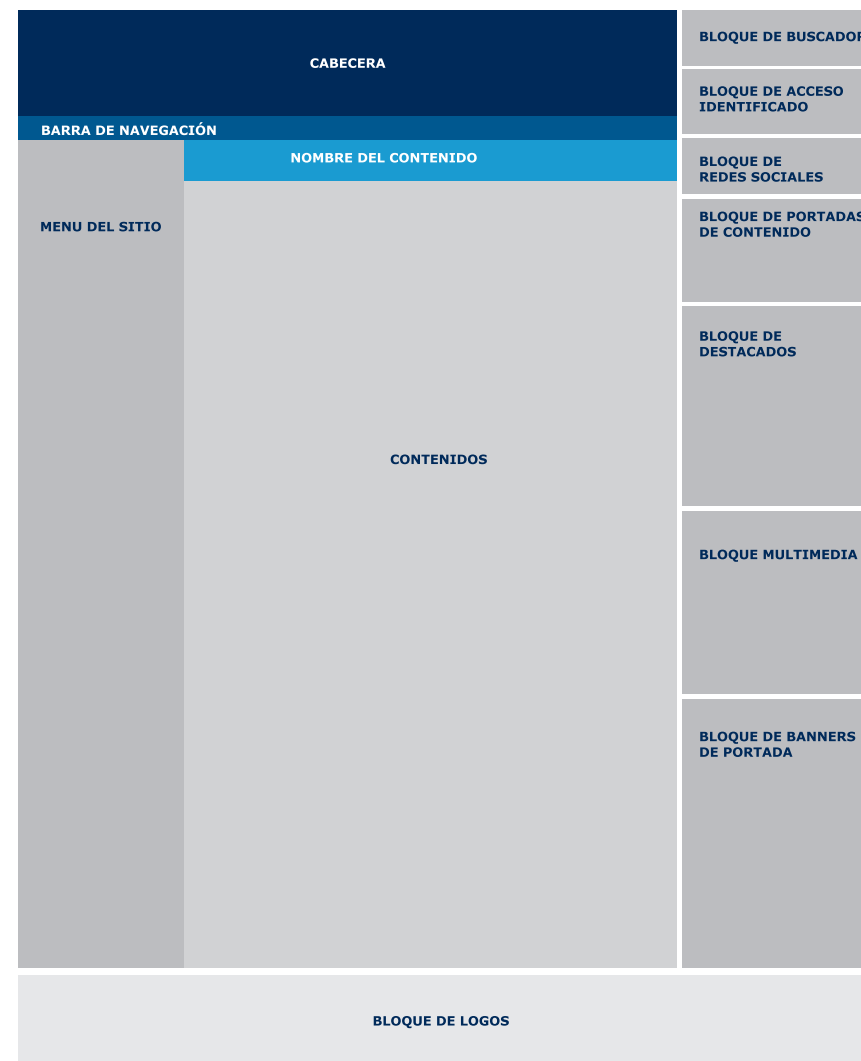 CABECERA
BARRA DE NAVEGACIÓN
NOMBRE DEL CONTENIDO
MENU DEL SITIO
CONTENIDOS
BLOQUE DE BUSCADOR
BLOQUE DE ACCESO
IDENTIFICADO
BLOQUE DE
REDES SOCIALES
BLOQUE DE PORTADAS
DE CONTENIDO
BLOQUE DE
DESTACADOS
BLOQUE MULTIMEDIA
BLOQUE DE BANNERS
DE PORTADA
BLOQUE DE LOGOS